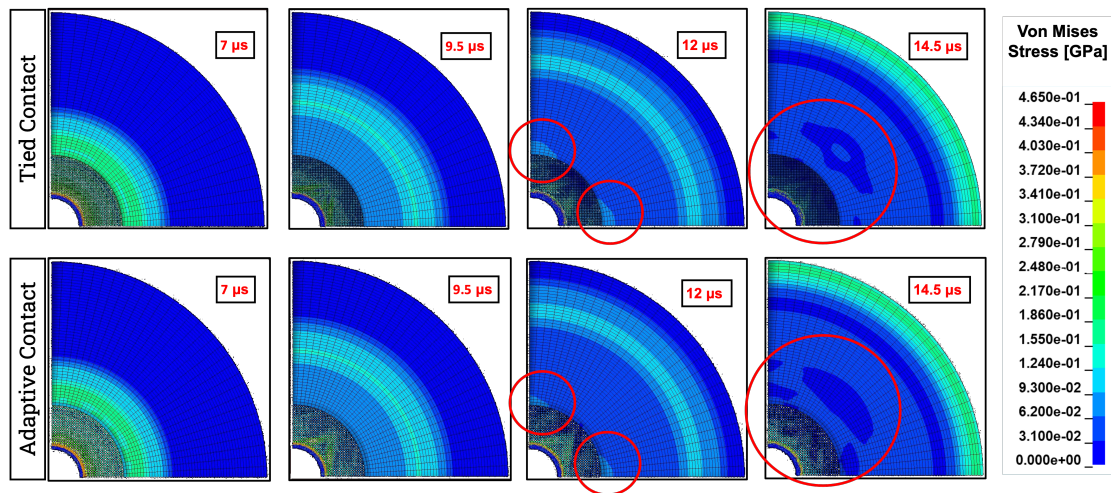 Tied Contact
7 µs
9.5 µs
12 µs
14.5 µs
Adaptive Contact
7 µs
9.5 µs
12 µs
14.5 µs
Von Mises
Stress [GPa]
4.650e-01
4.340e-01
4.030e-01
3.720e-01
3.410e-01
3.100e-01
2.790e-01
2.480e-01
2.170e-01
1.860e-01
1.550e-01
1.240e-01
9.300e-02
6.200e-02
3.100e-02
0.000e+00